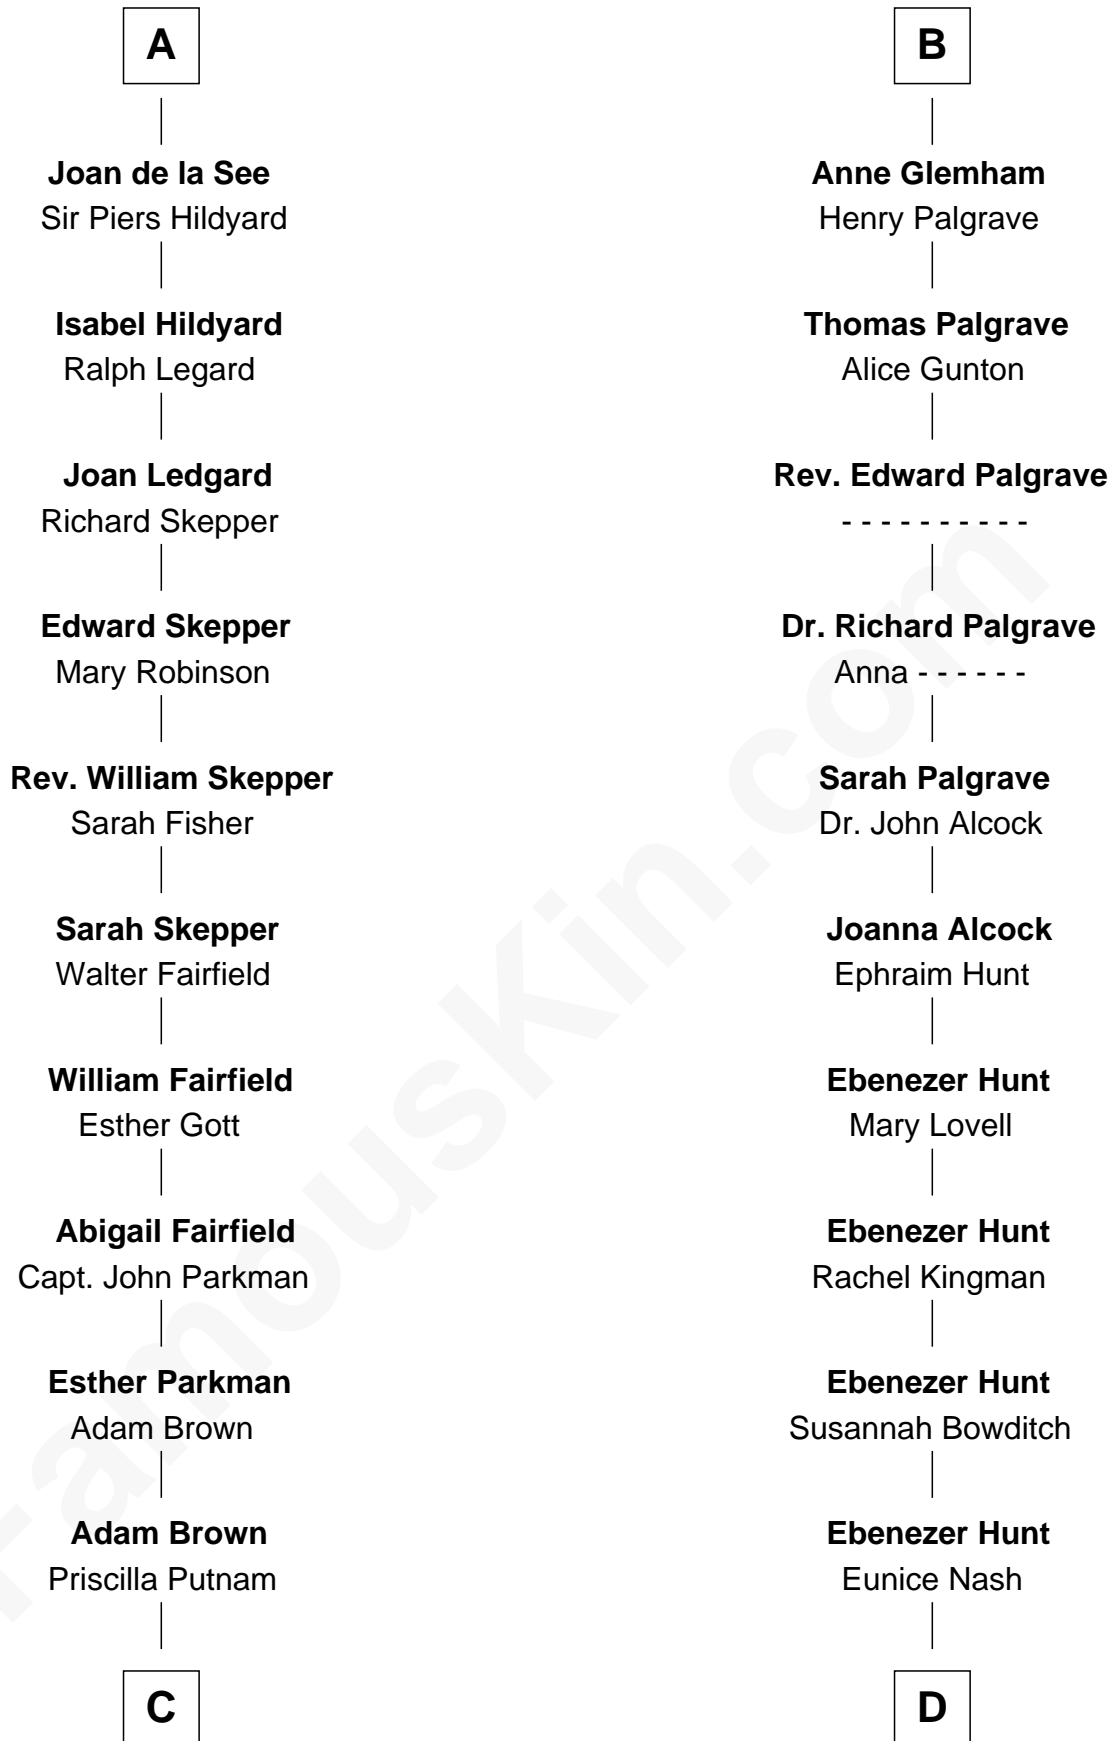 A
Joan de la See
Sir Piers Hildyard
Isabel Hildyard
Ralph Legard
Joan Ledgard
Richard Skepper
Edward Skepper
Mary Robinson
Rev. William Skepper
Sarah Fisher
Sarah Skepper
Walter Fairfield
William Fairfield
Esther Gott
Abigail Fairfield
Capt. John Parkman
Esther Parkman
Adam Brown
Adam Brown
Priscilla Putnam
C
B
Anne Glemham
Henry Palgrave
Thomas Palgrave
Alice Gunton
Rev. Edward Palgrave
- - - - - - - - - -
Dr. Richard Palgrave
Anna - - - - - -
Sarah Palgrave
Dr. John Alcock
Joanna Alcock
Ephraim Hunt
Ebenezer Hunt
Mary Lovell
Ebenezer Hunt
Rachel Kingman
Ebenezer Hunt
Susannah Bowditch
Ebenezer Hunt
Eunice Nash
D
FamousKin.com